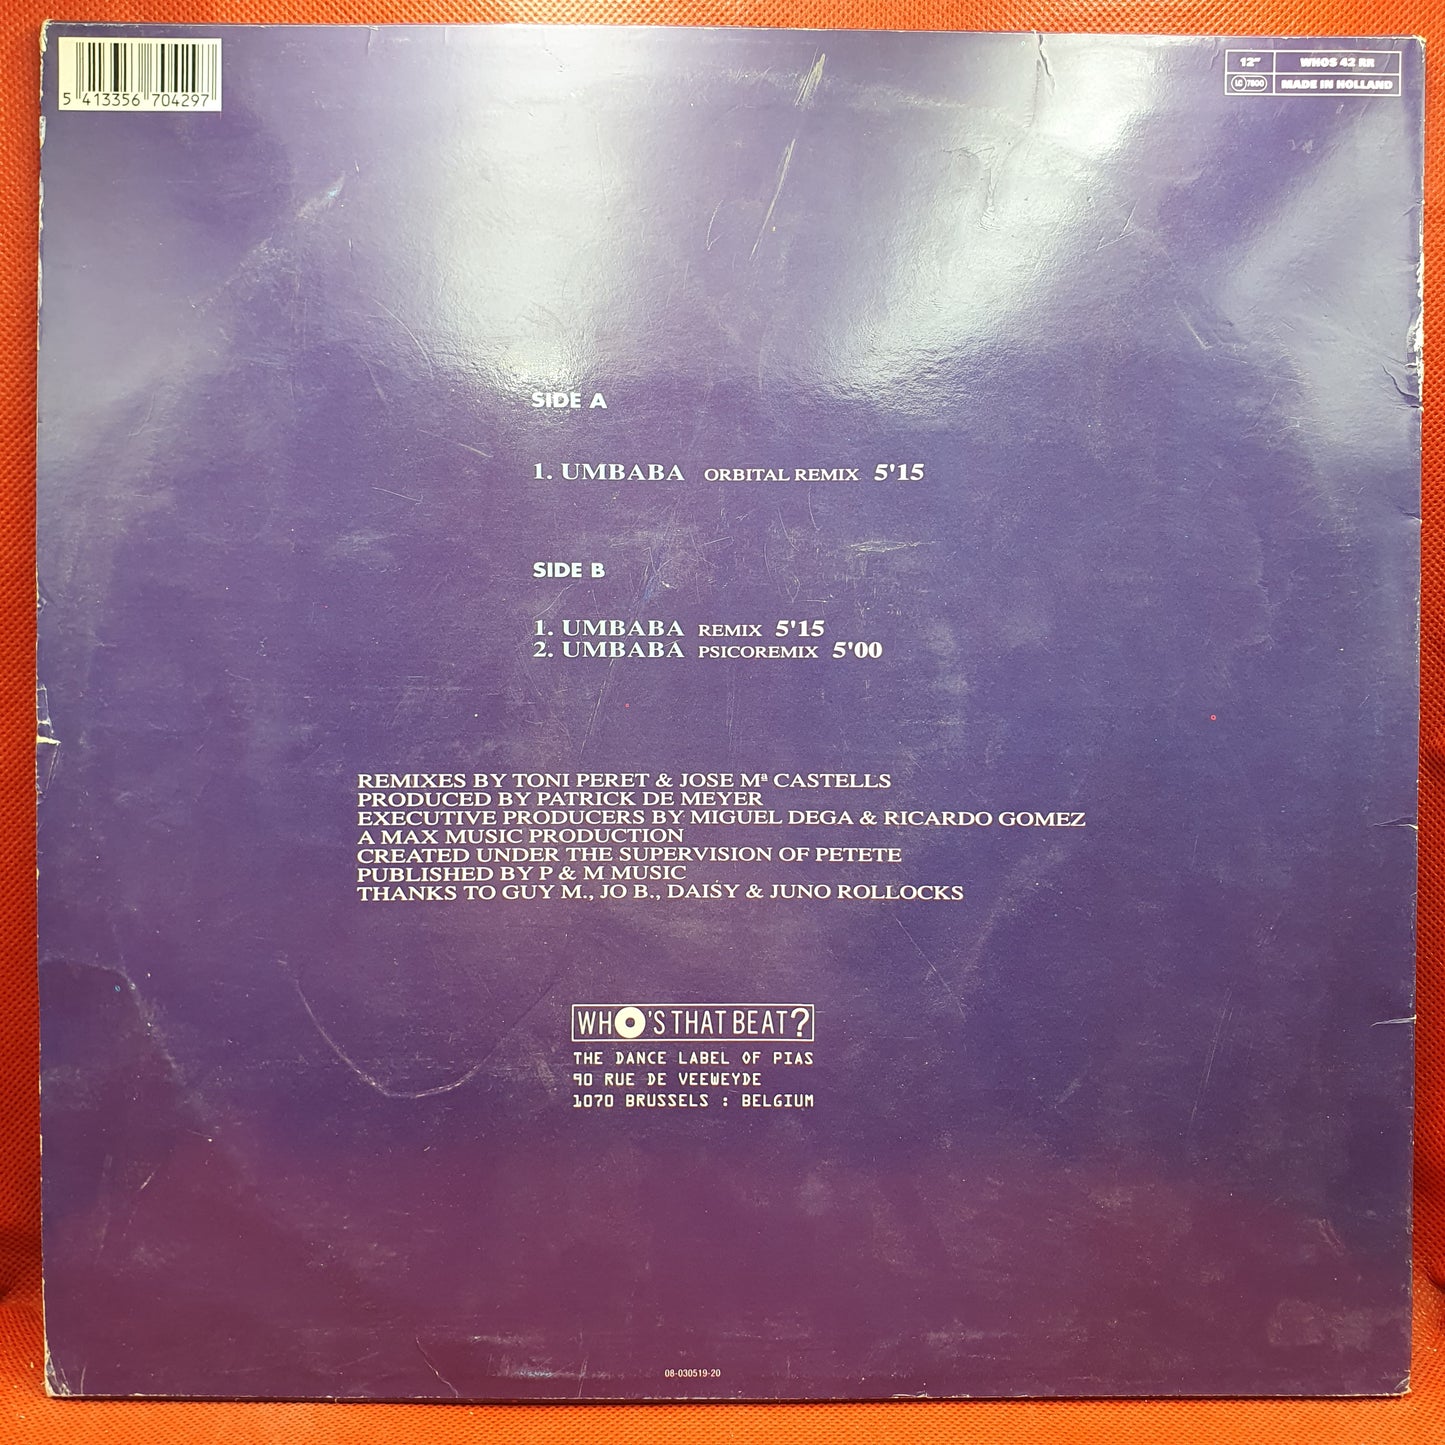 5 413356 704297
12" WHOS 42 RR
LC 7800 MADE IN HOLLAND
SIDE A
1. UMBABA ORBITAL REMIX 5'15
SIDE B
1. UMBABA REMIX 5'15
2. UMBABA PSICOREMIX 5'00
REMIXES BY TONI PERET & JOSE Mª CASTELLS
PRODUCED BY PATRICK DE MEYER
EXECUTIVE PRODUCERS BY MIGUEL DEGA & RICARDO GOMEZ
A MAX MUSIC PRODUCTION
CREATED UNDER THE SUPERVISION OF PETETE
PUBLISHED BY P & M MUSIC
THANKS TO GUY M., JO B., DAISY & JUNO ROLLOCKS
WHO'S THAT BEAT?
THE DANCE LABEL OF PIAS
90 RUE DE VEEWEYDE
1070 BRUSSELS : BELGIUM
08-030519-20